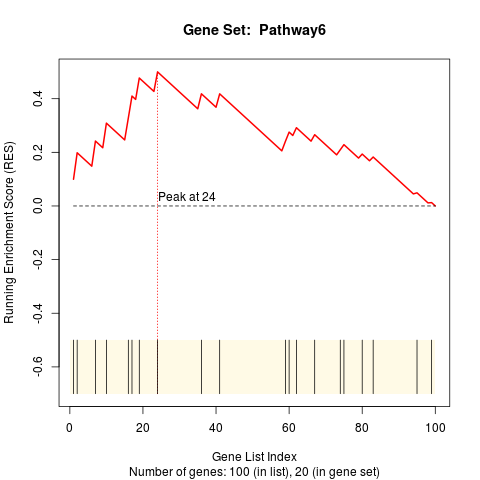 Gene Set:  Pathway6
Running Enrichment Score (RES)
0.4
0.2
0.0
-0.2
-0.4
-0.6
Peak at 24
0 20 40 60 80 100
Gene List Index
Number of genes: 100 (in list), 20 (in gene set)